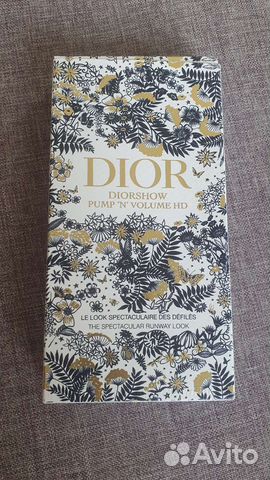 DIOR
DIORSHOW
PUMP 'N' VOLUME HD
LE LOOK SPECTACULAIRE DES DÉFILÉS
THE SPECTACULAR RUNWAY LOOK
Avito